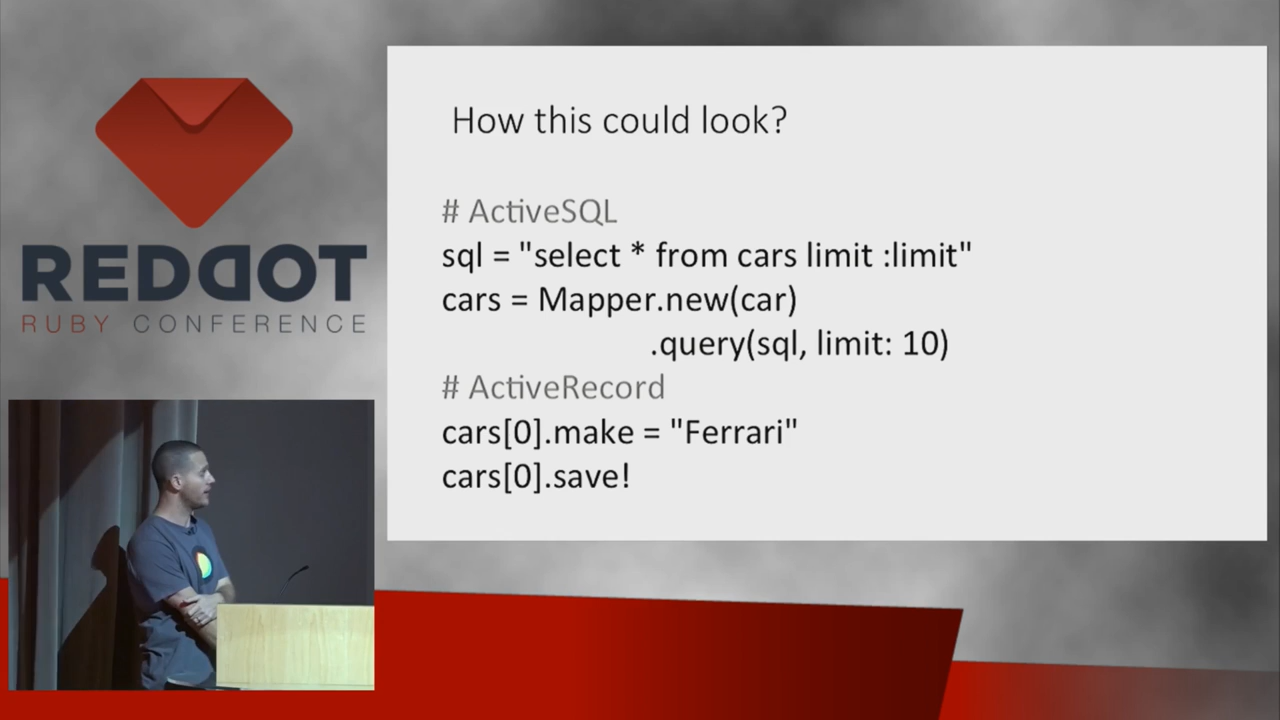 REDDOT
RUBY CONFERENCE
How this could look?
# ActiveSQL
sql = "select * from cars limit :limit"
cars = Mapper.new(car)
.query(sql, limit: 10)
# ActiveRecord
cars[0].make = "Ferrari"
cars[0].save!